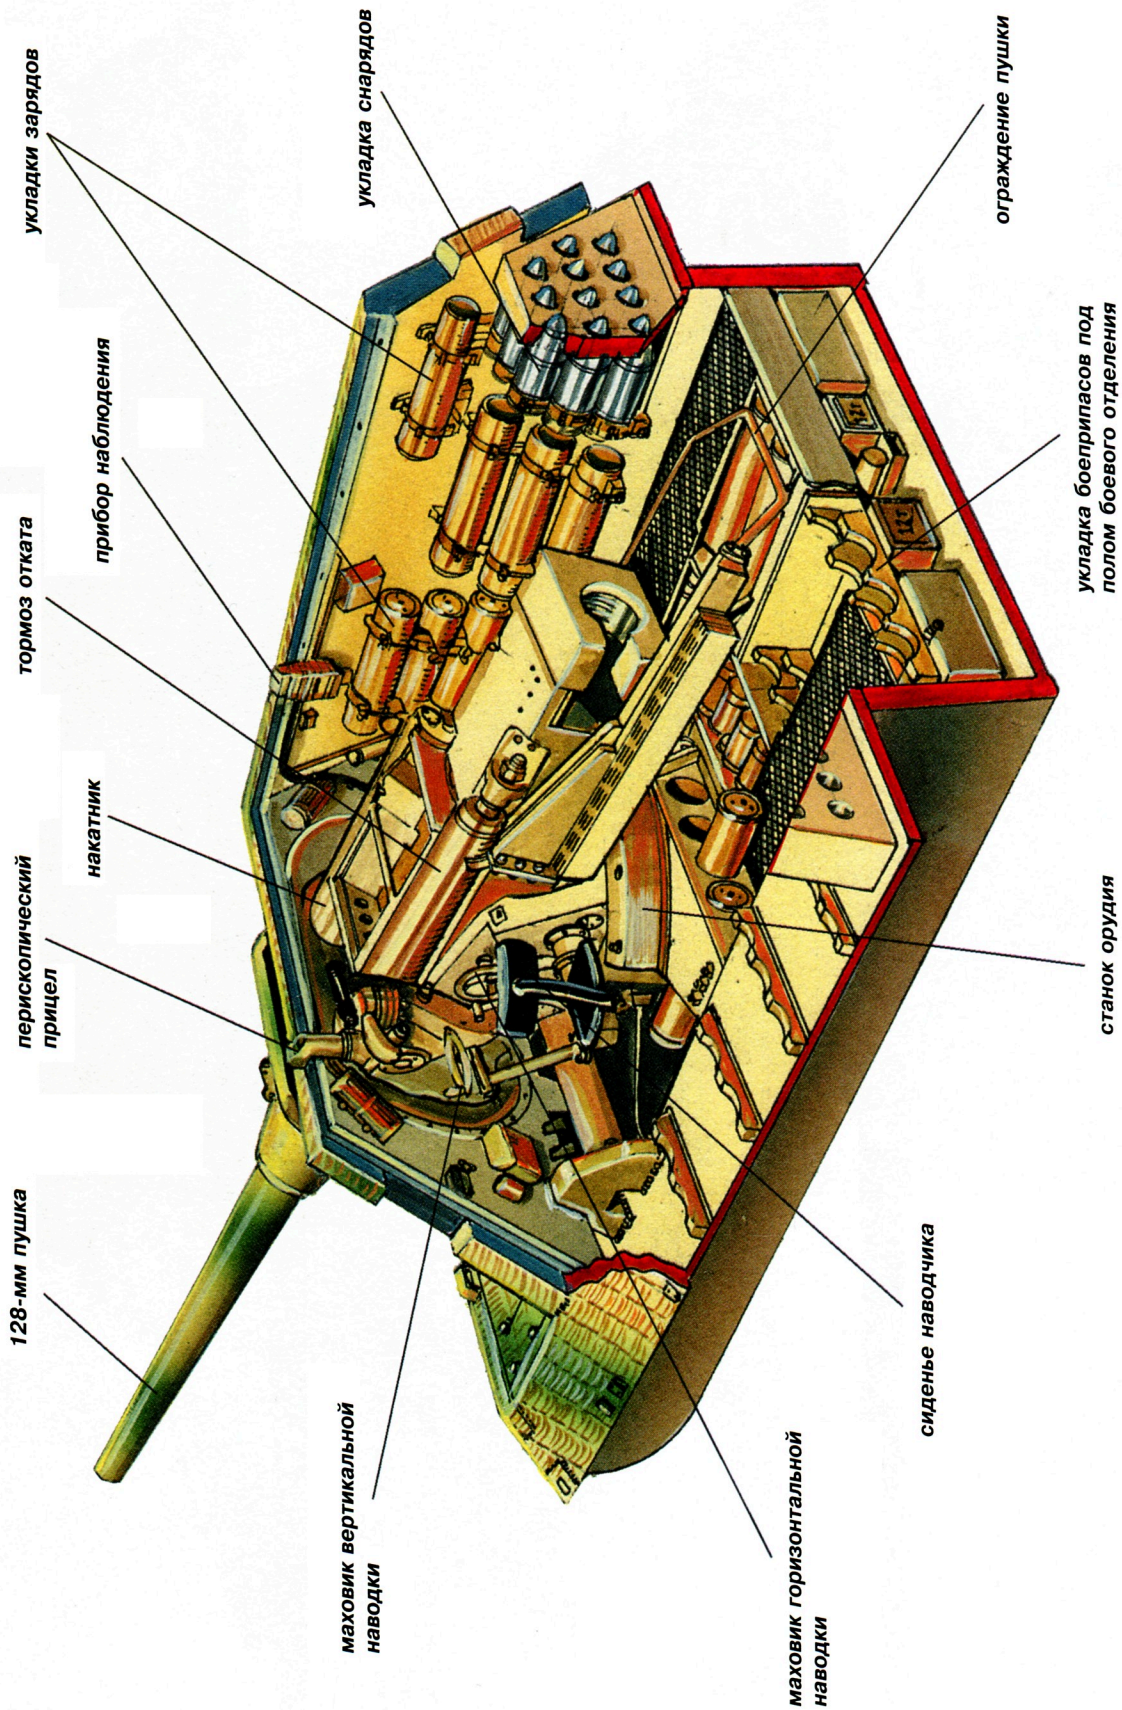 128-мм пушка
перископический
прицел
тормоз отката
укладки зарядов
накатник
прибор наблюдения
маховик вертикальной
наводки
укладка снарядов
маховик горизонтальной
наводки
сиденье наводчика
станок орудия
укладка боеприпасов под
полом боевого отделения
ограждение пушки